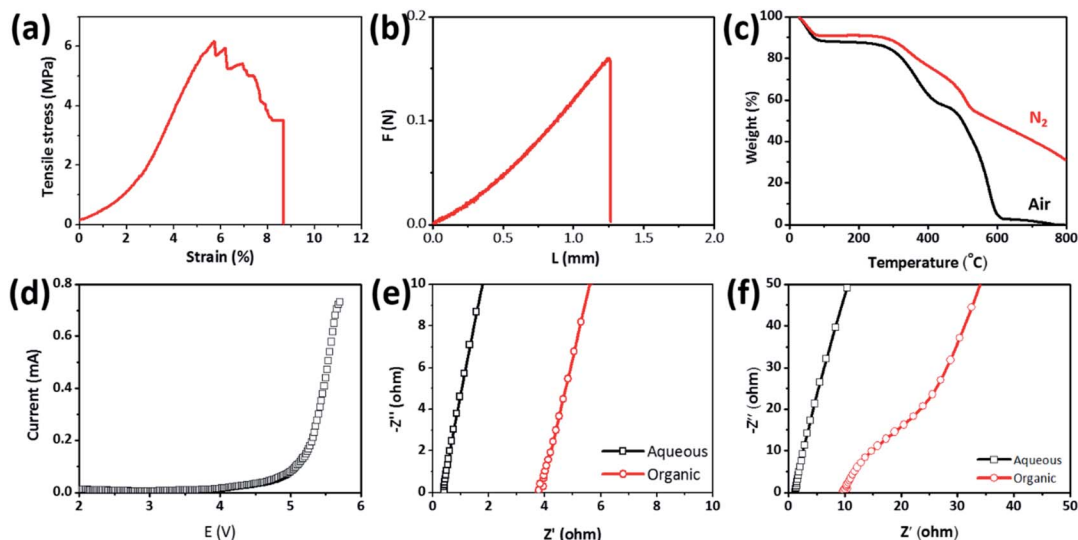 (a)
Tensile stress (MPa)
6
4
2
0
0 2 4 6 8 10 12
Strain (%)
(b)
F (N)
0.2
0.1
0.0
0.0 0.5 1.0 1.5 2.0
L (mm)
(c)
Weight (%)
100
80
60
40
20
0
N2
Air
0 200 400 600 800
Temperature (°C)
(d)
Current (mA)
0.8
0.6
0.4
0.2
0.0
2 3 4 5 6
E (V)
(e)
-Z'' (ohm)
10
8
6
4
2
0
Aqueous
Organic
0 2 4 6 8 10
Z' (ohm)
(f)
-Z'' (ohm)
50
40
30
20
10
0
Aqueous
Organic
0 10 20 30 40 50
Z' (ohm)